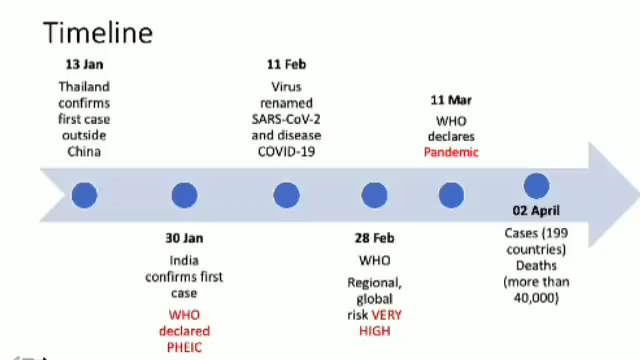 Timeline
13 Jan
Thailand
confirms
first case
outside
China
30 Jan
India
confirms first
case
WHO
declared
PHEIC
11 Feb
Virus
renamed
SARS-CoV-2
and disease
COVID-19
28 Feb
WHO
Regional,
global
risk VERY
HIGH
11 Mar
WHO
declares
Pandemic
02 April
Cases (199
countries)
Deaths
(more than
40,000)